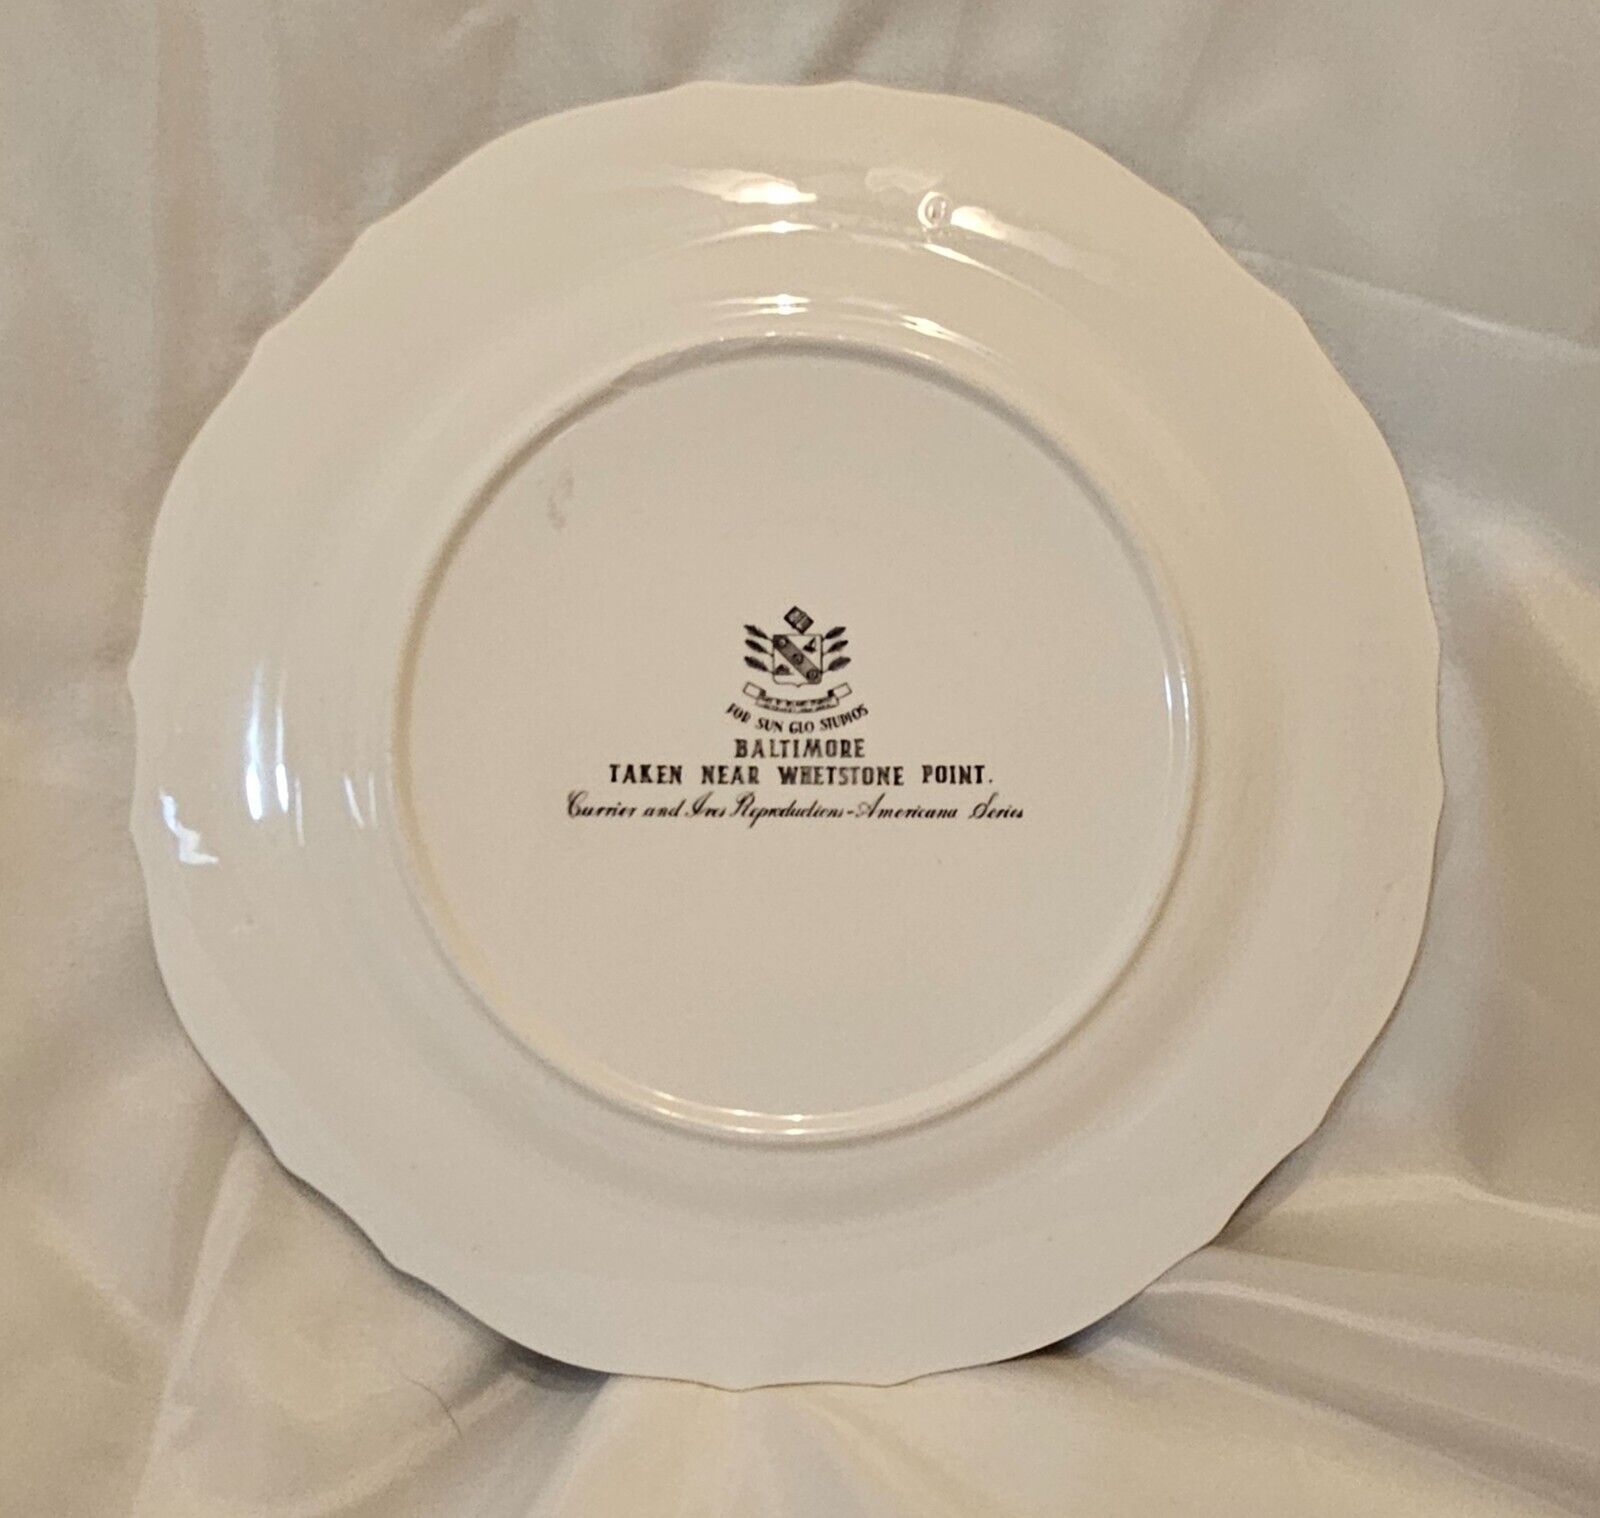 FOR SUN GLO STUDIOS
BALTIMORE
TAKEN NEAR WHETSTONE POINT.
Currier and Ives Reproductions-Americana Series